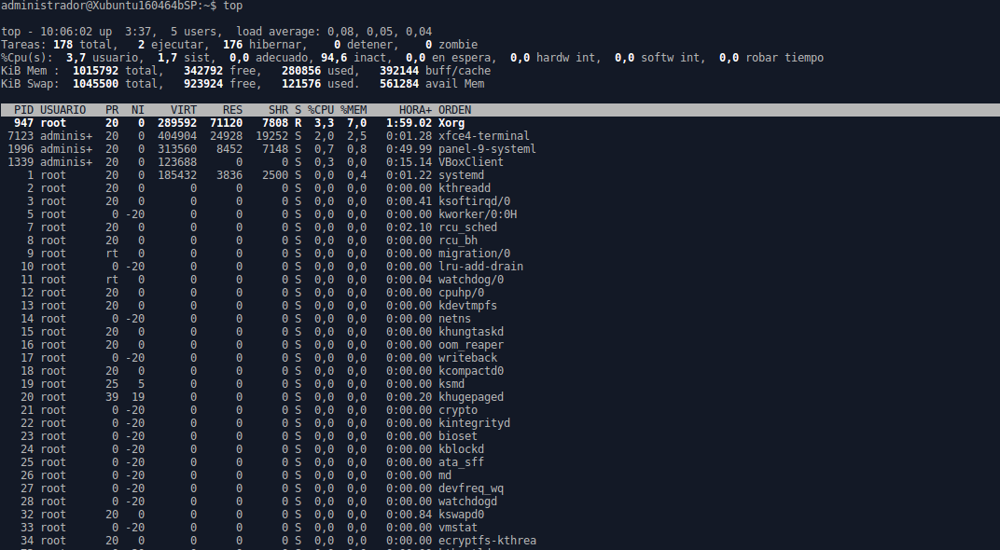 administrador@Xubuntu160464bSP:~$ top
top - 10:06:02 up  3:37,  5 users,  load average: 0,08, 0,05, 0,04
Tareas: 178 total,   2 ejecutar, 176 hibernar,    0 detener,    0 zombie
%Cpu(s):  3,7 usuario,  1,7 sist,  0,0 adecuado, 94,6 inact,  0,0 en espera,  0,0 hardw int,  0,0 softw int,  0,0 robar tiempo
KiB Mem :  1015792 total,   342792 free,   280856 used,   392144 buff/cache
KiB Swap:  1045500 total,   923924 free,   121576 used.   561284 avail Mem
PID USUARIO   PR  NI    VIRT    RES    SHR S %CPU %MEM     HORA+ ORDEN
947 root      20   0  289592  71120   7808 R  3,3  7,0   1:59.02 Xorg
7123 adminis+  20   0  404904  24928  19252 S  2,0  2,5   0:01.28 xfce4-terminal
1996 adminis+  20   0  313560   8452   7148 S  0,7  0,8   0:49.99 panel-9-systeml
1339 adminis+  20   0  123688      0      0 S  0,3  0,0   0:15.14 VBoxClient
1 root      20   0  185432   3836   2500 S  0,0  0,4   0:01.22 systemd
2 root      20   0       0      0      0 S  0,0  0,0   0:00.00 kthreadd
3 root      20   0       0      0      0 S  0,0  0,0   0:00.41 ksoftirqd/0
5 root       0 -20       0      0      0 S  0,0  0,0   0:00.00 kworker/0:0H
7 root      20   0       0      0      0 S  0,0  0,0   0:02.10 rcu_sched
8 root      20   0       0      0      0 S  0,0  0,0   0:00.00 rcu_bh
9 root      rt   0       0      0      0 S  0,0  0,0   0:00.00 migration/0
10 root       0 -20       0      0      0 S  0,0  0,0   0:00.00 lru-add-drain
11 root      rt   0       0      0      0 S  0,0  0,0   0:00.04 watchdog/0
12 root      20   0       0      0      0 S  0,0  0,0   0:00.00 cpuhp/0
13 root      20   0       0      0      0 S  0,0  0,0   0:00.00 kdevtmpfs
14 root       0 -20       0      0      0 S  0,0  0,0   0:00.00 netns
15 root      20   0       0      0      0 S  0,0  0,0   0:00.00 khungtaskd
16 root      20   0       0      0      0 S  0,0  0,0   0:00.00 oom_reaper
17 root       0 -20       0      0      0 S  0,0  0,0   0:00.00 writeback
18 root      20   0       0      0      0 S  0,0  0,0   0:00.00 kcompactd0
19 root      25   5       0      0      0 S  0,0  0,0   0:00.00 ksmd
20 root      39  19       0      0      0 S  0,0  0,0   0:00.20 khugepaged
21 root       0 -20       0      0      0 S  0,0  0,0   0:00.00 crypto
22 root       0 -20       0      0      0 S  0,0  0,0   0:00.00 kintegrityd
23 root       0 -20       0      0      0 S  0,0  0,0   0:00.00 bioset
24 root       0 -20       0      0      0 S  0,0  0,0   0:00.00 kblockd
25 root       0 -20       0      0      0 S  0,0  0,0   0:00.00 ata_sff
26 root       0 -20       0      0      0 S  0,0  0,0   0:00.00 md
27 root       0 -20       0      0      0 S  0,0  0,0   0:00.00 devfreq_wq
28 root       0 -20       0      0      0 S  0,0  0,0   0:00.00 watchdogd
32 root      20   0       0      0      0 S  0,0  0,0   0:00.84 kswapd0
33 root       0 -20       0      0      0 S  0,0  0,0   0:00.00 vmstat
34 root      20   0       0      0      0 S  0,0  0,0   0:00.00 ecryptfs-kthrea